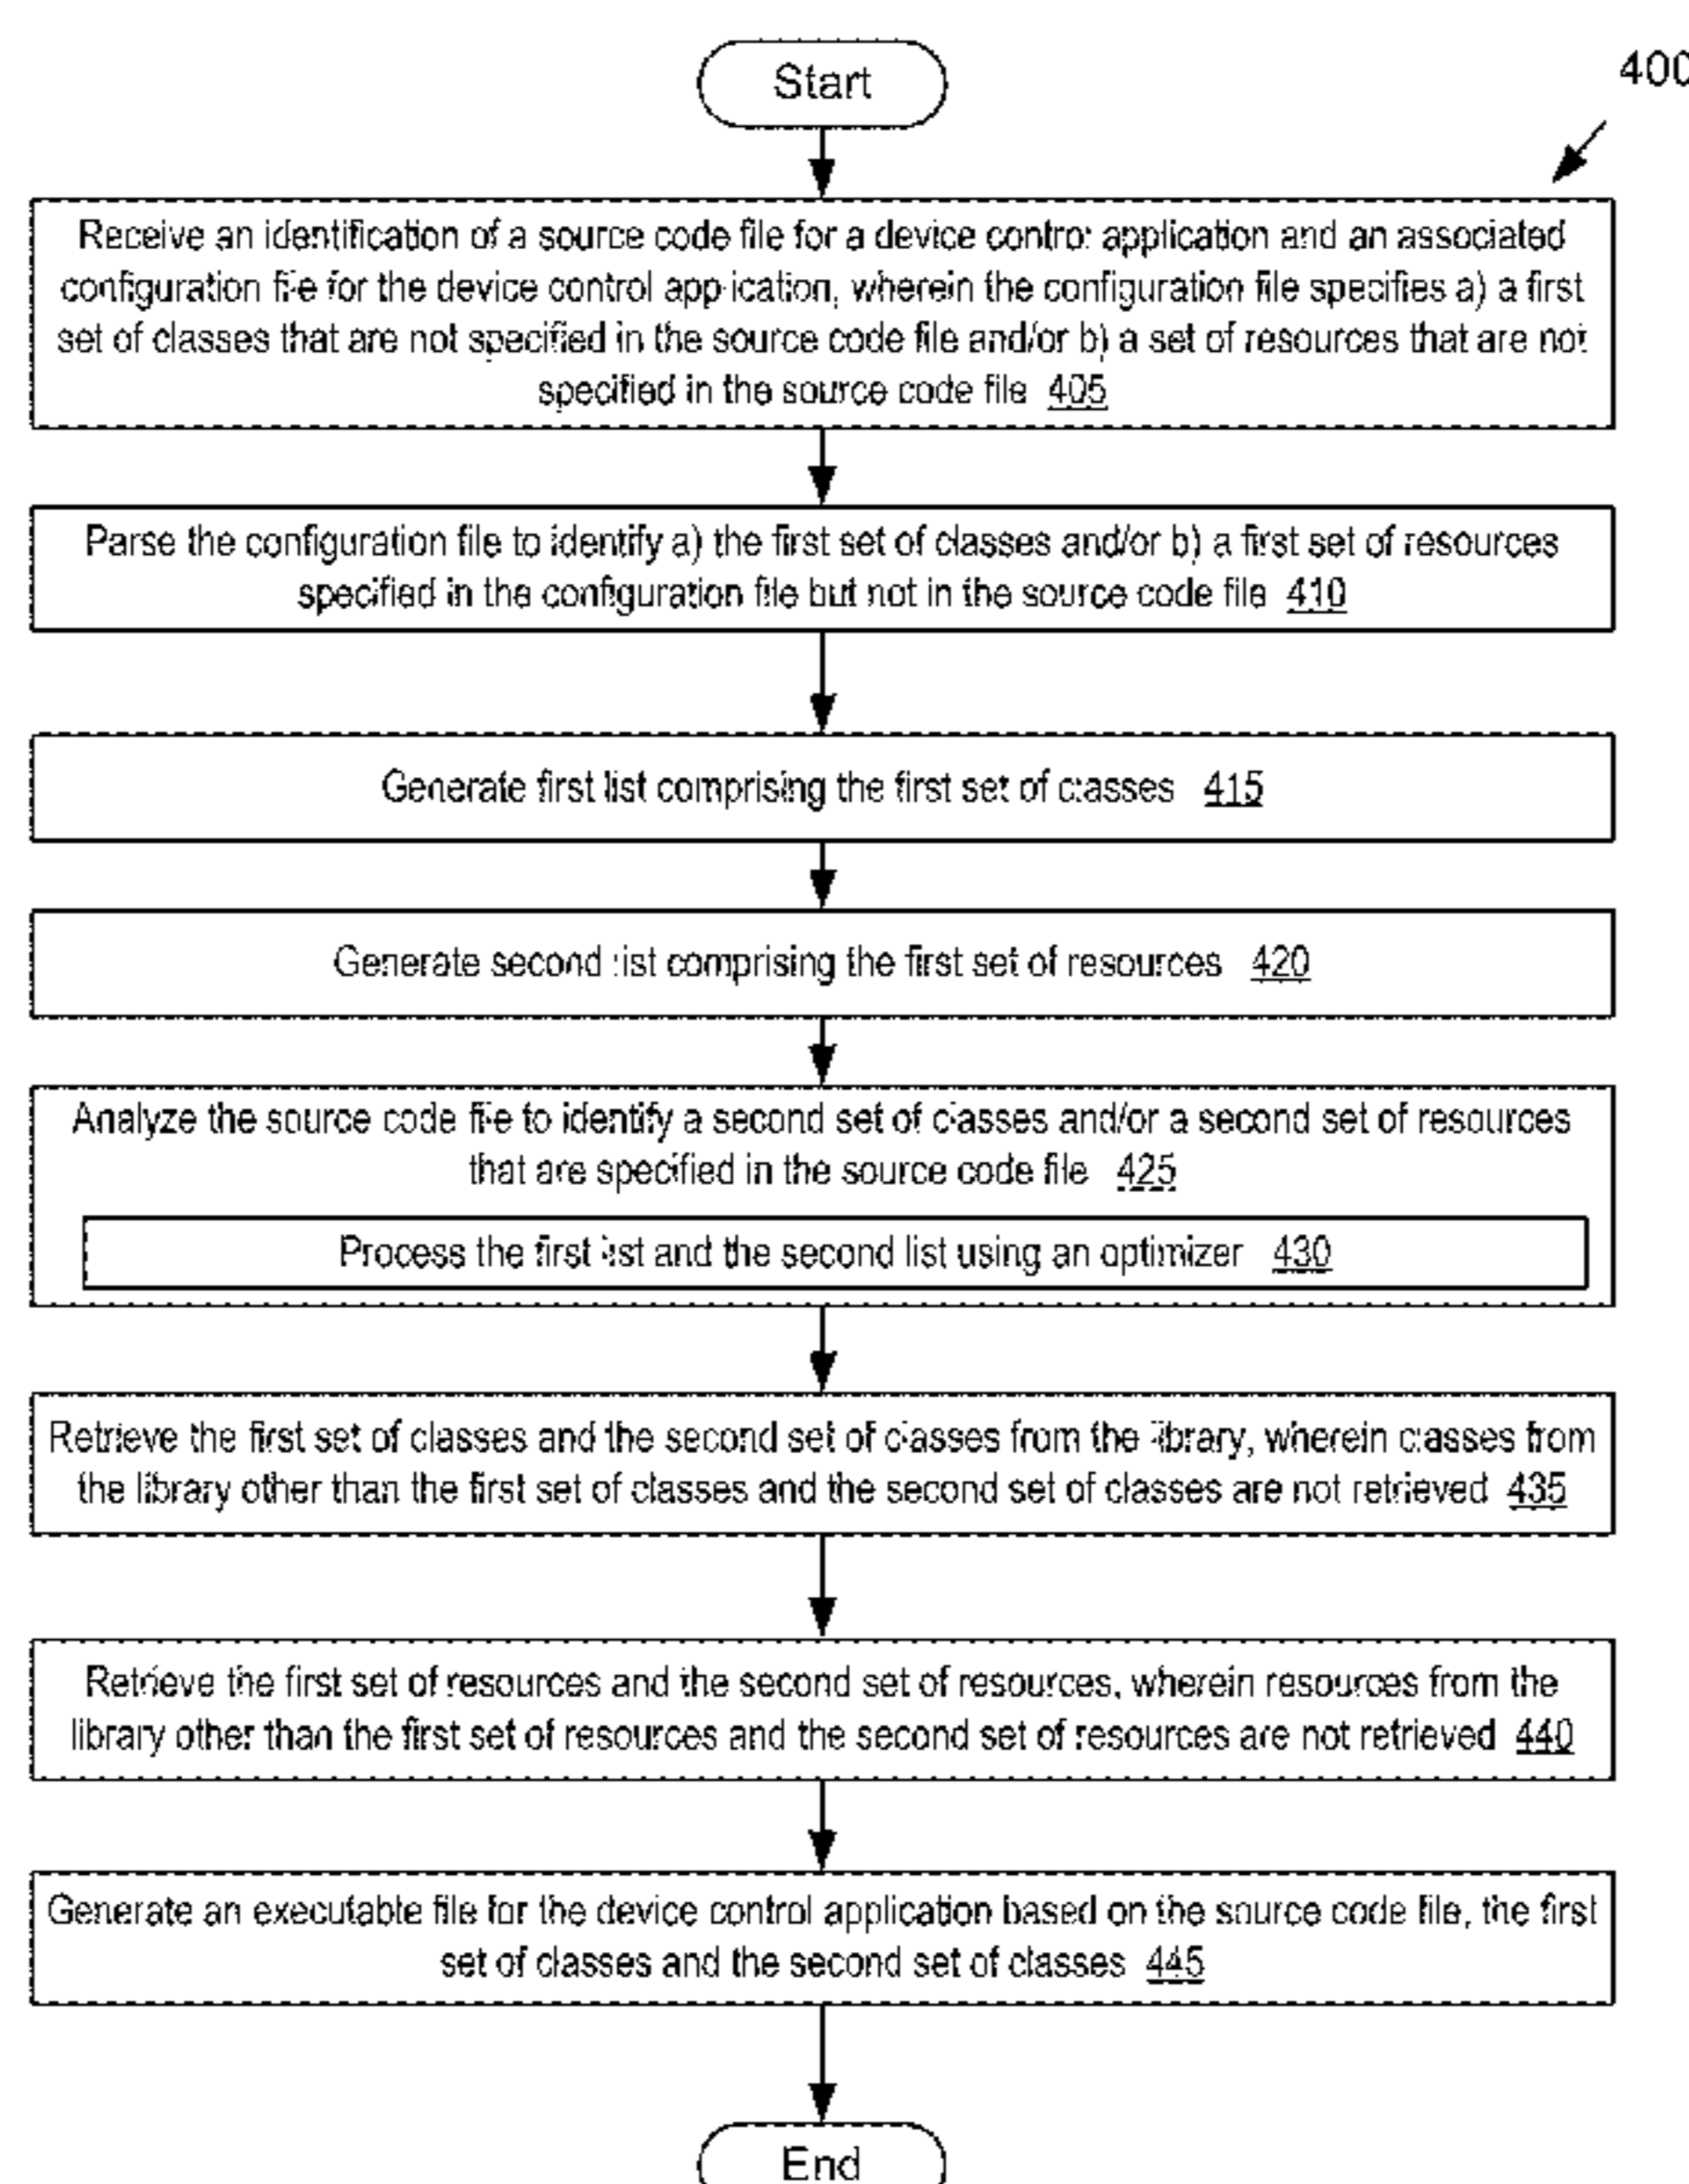 Start
400
Receive an identification of a source code file for a device control application and an associated
configuration file for the device control application, wherein the configuration file specifies a) a first
set of classes that are not specified in the source code file and/or b) a set of resources that are not
specified in the source code file 405
Parse the configuration file to identify a) the first set of classes and/or b) a first set of resources
specified in the configuration file but not in the source code file 410
Generate first list comprising the first set of classes 415
Generate second list comprising the first set of resources 420
Analyze the source code file to identify a second set of classes and/or a second set of resources
that are specified in the source code file 425
Process the first list and the second list using an optimizer 430
Retrieve the first set of classes and the second set of classes from the library, wherein classes from
the library other than the first set of classes and the second set of classes are not retrieved 435
Retrieve the first set of resources and the second set of resources, wherein resources from the
library other than the first set of resources and the second set of resources are not retrieved 440
Generate an executable file for the device control application based on the source code file, the first
set of classes and the second set of classes 445
End